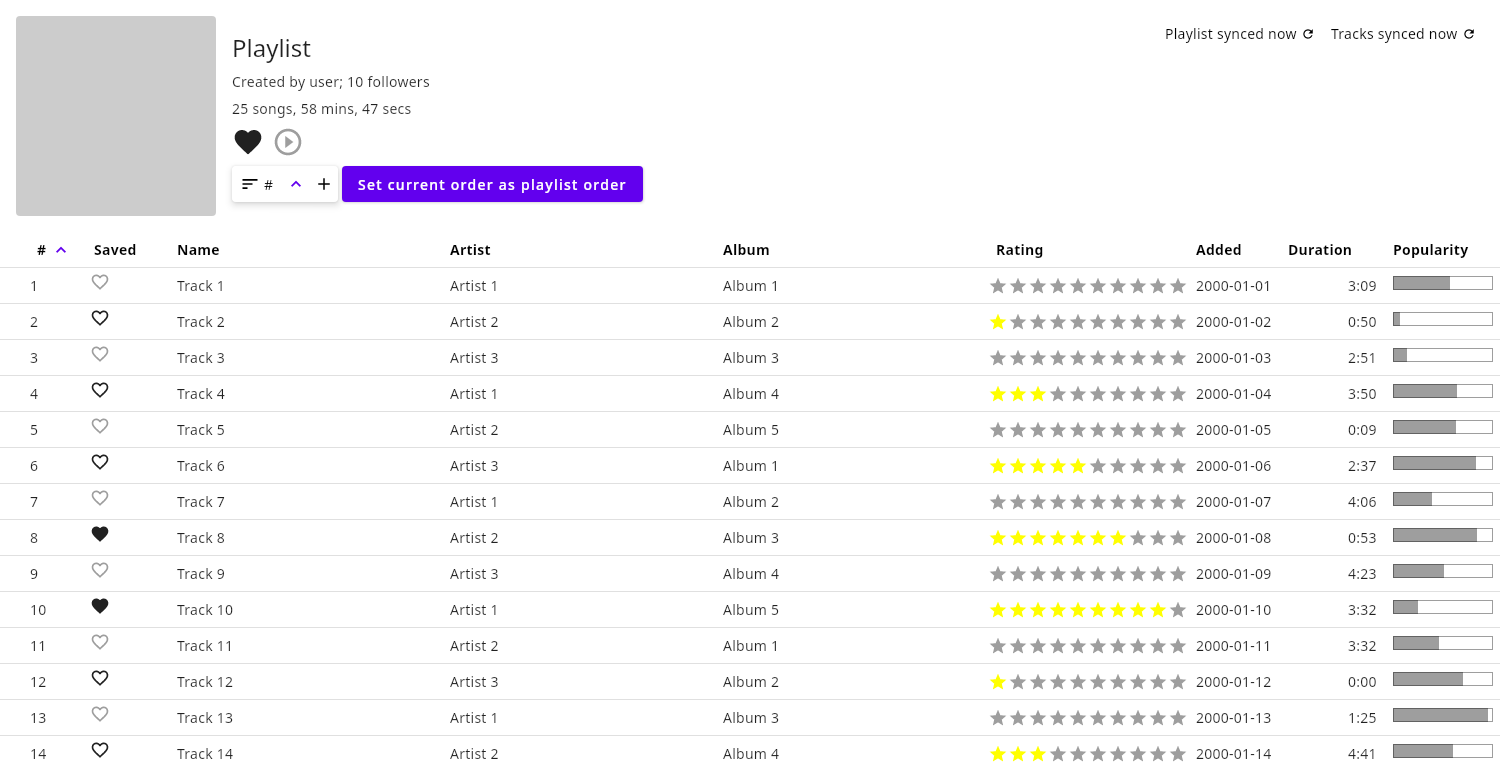 Playlist synced now Tracks synced now
Playlist
Created by user; 10 followers
25 songs, 58 mins, 47 secs
# Set current order as playlist order
# Saved Name Artist Album Rating Added Duration Popularity
1 Track 1 Artist 1 Album 1 2000-01-01 3:09
2 Track 2 Artist 2 Album 2 2000-01-02 0:50
3 Track 3 Artist 3 Album 3 2000-01-03 2:51
4 Track 4 Artist 1 Album 4 2000-01-04 3:50
5 Track 5 Artist 2 Album 5 2000-01-05 0:09
6 Track 6 Artist 3 Album 1 2000-01-06 2:37
7 Track 7 Artist 1 Album 2 2000-01-07 4:06
8 Track 8 Artist 2 Album 3 2000-01-08 0:53
9 Track 9 Artist 3 Album 4 2000-01-09 4:23
10 Track 10 Artist 1 Album 5 2000-01-10 3:32
11 Track 11 Artist 2 Album 1 2000-01-11 3:32
12 Track 12 Artist 3 Album 2 2000-01-12 0:00
13 Track 13 Artist 1 Album 3 2000-01-13 1:25
14 Track 14 Artist 2 Album 4 2000-01-14 4:41